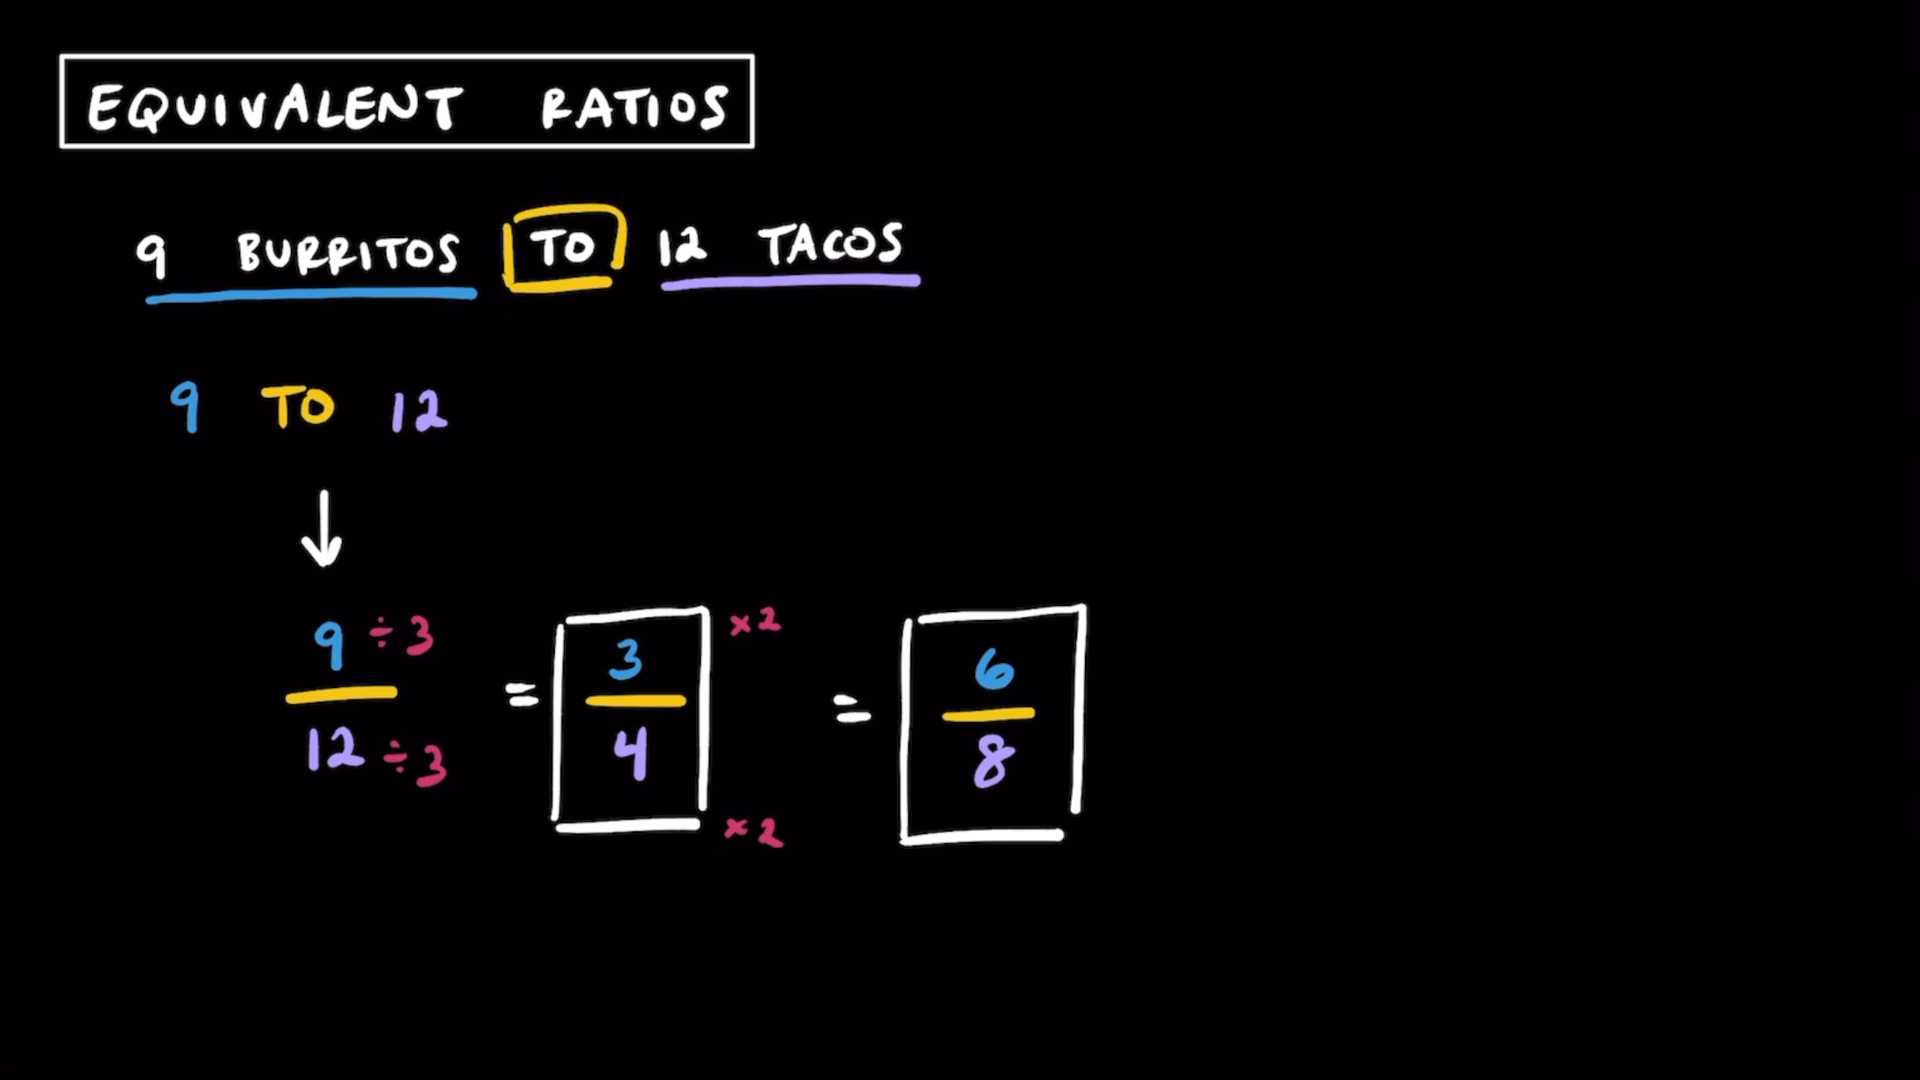 EQUIVALENT RATIOS
9 BURRITOS TO 12 TACOS
9 TO 12
9 ÷3 / 12 ÷3 = 3 ×2 / 4 ×2 = 6 / 8